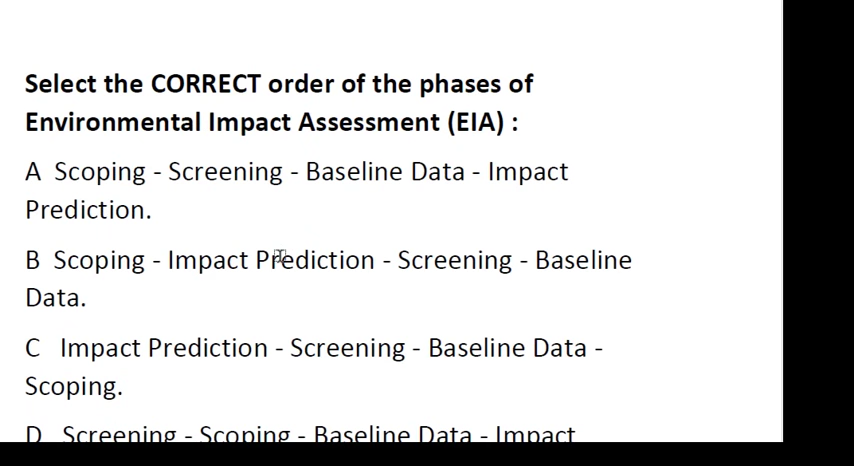 Select the CORRECT order of the phases of
Environmental Impact Assessment (EIA) :
A Scoping - Screening - Baseline Data - Impact
Prediction.
B Scoping - Impact Prediction - Screening - Baseline
Data.
C Impact Prediction - Screening - Baseline Data -
Scoping.
D Screening - Scoping - Baseline Data - Impact